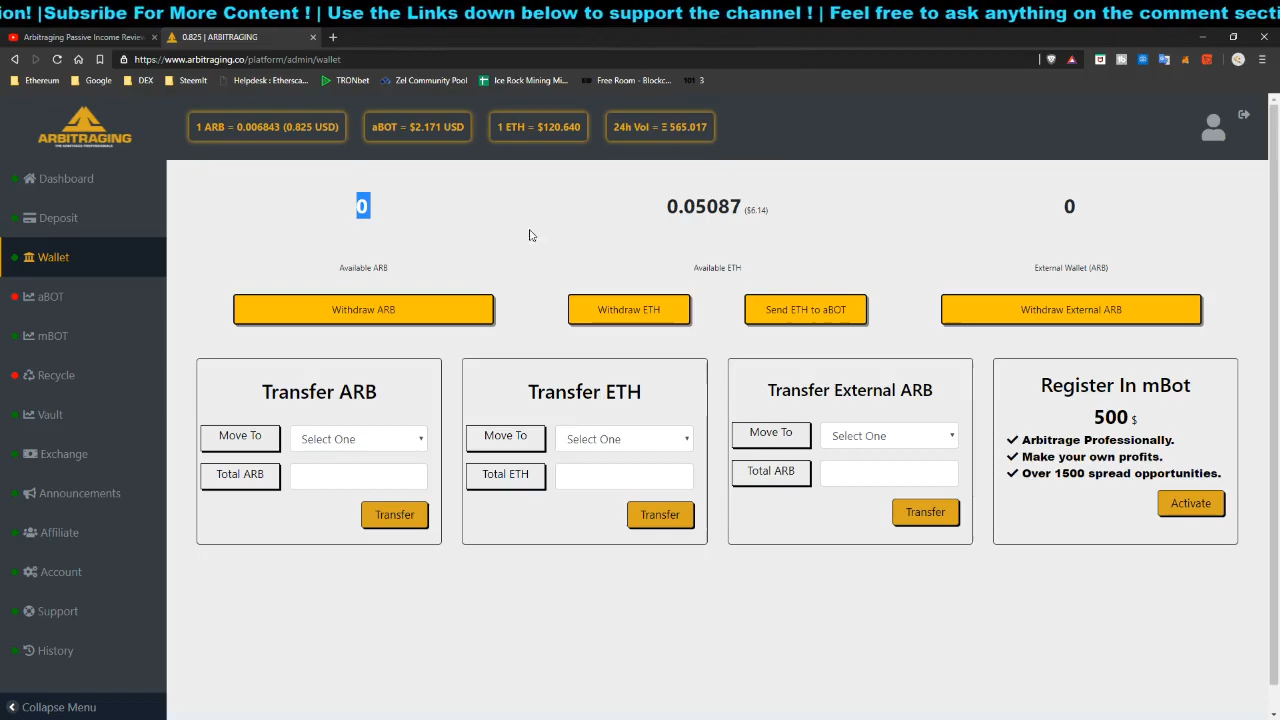 ion! |Subsribe For More Content ! | Use the Links down below to support the channel ! | Feel free to ask anything on the comment secti
Arbitraging Passive Income Review
0.825 | ARBITRAGING
https://www.arbitraging.co/platform/admin/wallet
Ethereum Google DEX SteemIt Helpdesk : Ethersca... TRONbet Zel Community Pool Ice Rock Mining Mi... Free Room - Blockc... 101 3
ARBITRAGING
THE ARBITRAGE PROFESSIONALS
1 ARB = 0.006843 (0.825 USD)
aBOT = $2.171 USD
1 ETH = $120.640
24h Vol = Ξ 565.017
Dashboard
Deposit
Wallet
aBOT
mBOT
Recycle
Vault
Exchange
Announcements
Affiliate
Account
Support
History
Collapse Menu
0
Available ARB
Withdraw ARB
0.05087 ($6.14)
Available ETH
Withdraw ETH
Send ETH to aBOT
0
External Wallet (ARB)
Withdraw External ARB
Transfer ARB
Move To Select One
Total ARB
Transfer
Transfer ETH
Move To Select One
Total ETH
Transfer
Transfer External ARB
Move To Select One
Total ARB
Transfer
Register In mBot
500 $
Arbitrage Professionally.
Make your own profits.
Over 1500 spread opportunities.
Activate